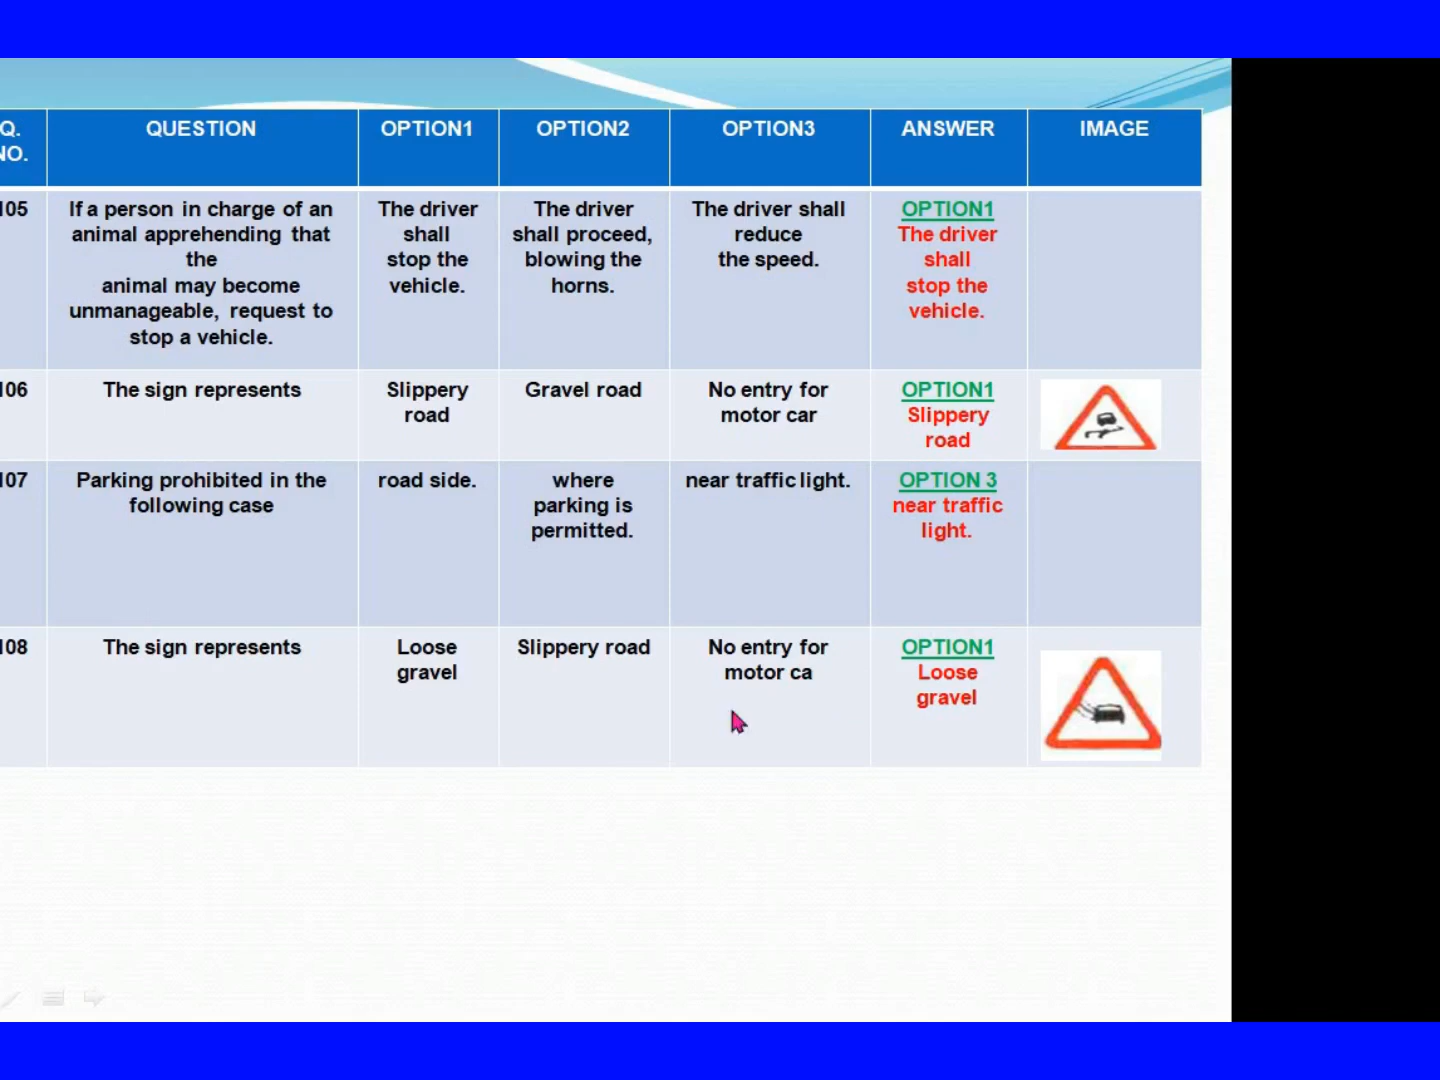 Q.
NO.
QUESTION
OPTION1
OPTION2
OPTION3
ANSWER
IMAGE
105
If a person in charge of an
animal apprehending that
the
animal may become
unmanageable, request to
stop a vehicle.
The driver
shall
stop the
vehicle.
The driver
shall proceed,
blowing the
horns.
The driver shall
reduce
the speed.
OPTION1
The driver
shall
stop the
vehicle.
106
The sign represents
Slippery
road
Gravel road
No entry for
motor car
OPTION1
Slippery
road
107
Parking prohibited in the
following case
road side.
where
parking is
permitted.
near traffic light.
OPTION 3
near traffic
light.
108
The sign represents
Loose
gravel
Slippery road
No entry for
motor ca
OPTION1
Loose
gravel